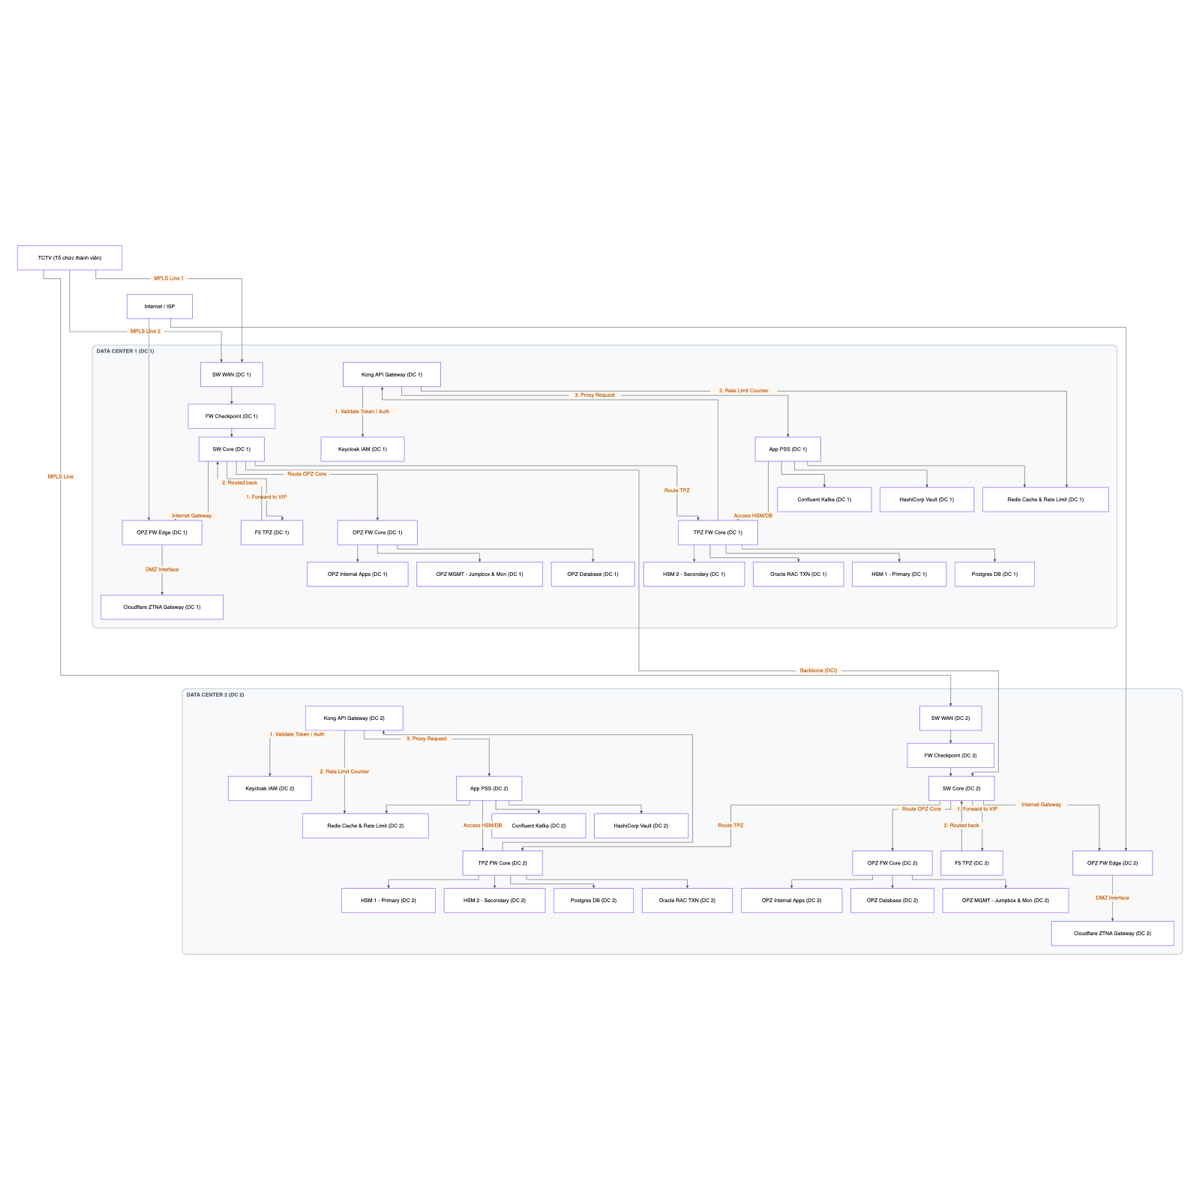 TCTV (Tổ chức thành viên)
MPLS Line 1
Internet / ISP
MPLS Line 2
DATA CENTER 1 (DC 1)
SW WAN (DC 1)
Kong API Gateway (DC 1)
2. Rate Limit Counter
3. Proxy Request
FW Checkpoint (DC 1)
1. Validate Token / Auth
SW Core (DC 1)
Keycloak IAM (DC 1)
App PSS (DC 1)
Route OPZ Core
MPLS Line
2. Routed back
Route TPZ
1. Forward to VIP
Confluent Kafka (DC 1)
HashiCorp Vault (DC 1)
Redis Cache & Rate Limit (DC 1)
Internet Gateway
Access HSM/DB
OPZ FW Edge (DC 1)
F5 TPZ (DC 1)
OPZ FW Core (DC 1)
TPZ FW Core (DC 1)
DMZ Interface
OPZ Internal Apps (DC 1)
OPZ MGMT - Jumpbox & Mon (DC 1)
OPZ Database (DC 1)
HSM 2 - Secondary (DC 1)
Oracle RAC TXN (DC 1)
HSM 1 - Primary (DC 1)
Postgres DB (DC 1)
Cloudflare ZTNA Gateway (DC 1)
Backbone (DCI)
DATA CENTER 2 (DC 2)
Kong API Gateway (DC 2)
SW WAN (DC 2)
1. Validate Token / Auth
3. Proxy Request
FW Checkpoint (DC 2)
2. Rate Limit Counter
Keycloak IAM (DC 2)
App PSS (DC 2)
SW Core (DC 2)
Internet Gateway
Route OPZ Core
1. Forward to VIP
Redis Cache & Rate Limit (DC 2)
Access HSM/DB
Confluent Kafka (DC 2)
HashiCorp Vault (DC 2)
Route TPZ
2. Routed back
TPZ FW Core (DC 2)
OPZ FW Core (DC 2)
F5 TPZ (DC 2)
OPZ FW Edge (DC 2)
HSM 1 - Primary (DC 2)
HSM 2 - Secondary (DC 2)
Postgres DB (DC 2)
Oracle RAC TXN (DC 2)
OPZ Internal Apps (DC 2)
OPZ Database (DC 2)
OPZ MGMT - Jumpbox & Mon (DC 2)
DMZ Interface
Cloudflare ZTNA Gateway (DC 2)